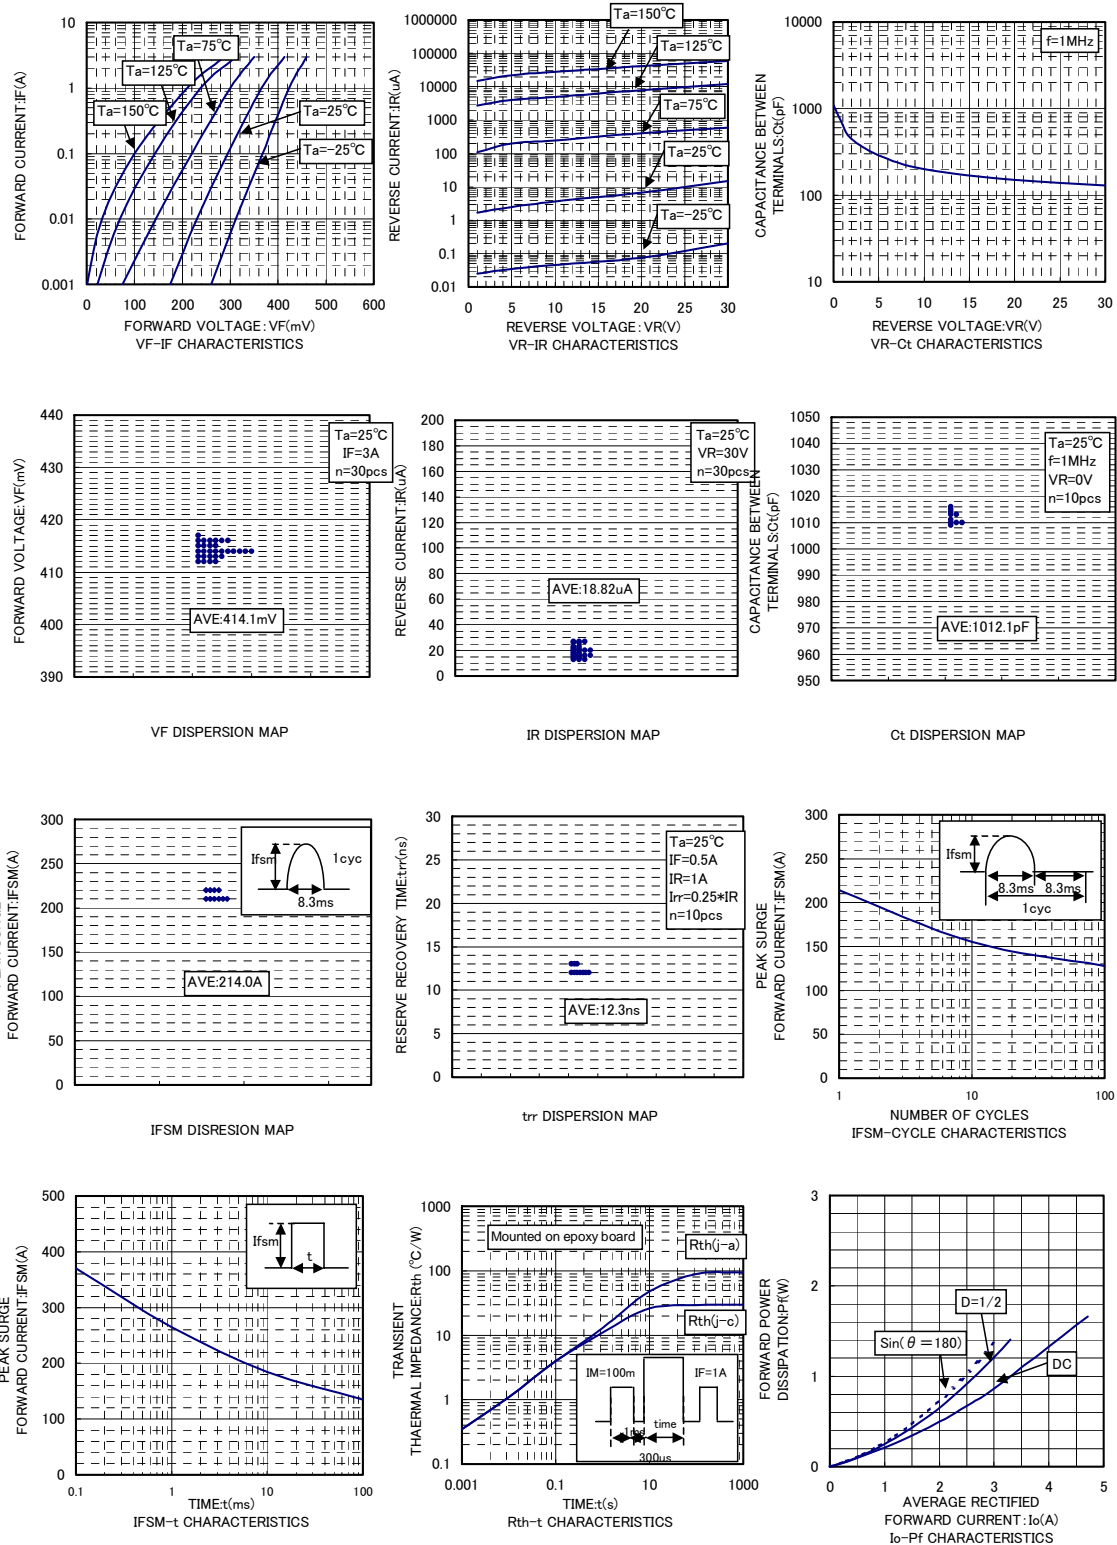 FORWARD CURRENT:IF(A)
10
1
0.1
0.01
0.001
Ta=75℃
Ta=125℃
Ta=150℃
Ta=25℃
Ta=-25℃
0 100 200 300 400 500 600
FORWARD VOLTAGE:VF(mV)
VF-IF CHARACTERISTICS
REVERSE CURRENT:IR(uA)
1000000
100000
10000
1000
100
10
1
0.1
0.01
Ta=150℃
Ta=125℃
Ta=75℃
Ta=25℃
Ta=-25℃
0 5 10 15 20 25 30
REVERSE VOLTAGE:VR(V)
VR-IR CHARACTERISTICS
CAPACITANCE BETWEEN
TERMINALS:Ct(pF)
10000
1000
100
10
f=1MHz
0 5 10 15 20 25 30
REVERSE VOLTAGE:VR(V)
VR-Ct CHARACTERISTICS
FORWARD VOLTAGE:VF(mV)
440
430
420
410
400
390
Ta=25℃
IF=3A
n=30pcs
AVE:414.1mV
VF DISPERSION MAP
REVERSE CURRENT:IR(uA)
200
180
160
140
120
100
80
60
40
20
0
Ta=25℃
VR=30V
n=30pcs
AVE:18.82uA
IR DISPERSION MAP
CAPACITANCE BETWEEN
TERMINALS:Ct(pF)
1050
1040
1030
1020
1010
1000
990
980
970
960
950
Ta=25℃
f=1MHz
VR=0V
n=10pcs
AVE:1012.1pF
Ct DISPERSION MAP
FORWARD CURRENT:IFSM(A)
300
250
200
150
100
50
0
Ifsm
1cyc
8.3ms
AVE:214.0A
IFSM DISRESION MAP
RESERVE RECOVERY TIME:trr(ns)
30
25
20
15
10
5
0
Ta=25℃
IF=0.5A
IR=1A
Irr=0.25*IR
n=10pcs
AVE:12.3ns
trr DISPERSION MAP
PEAK SURGE
FORWARD CURRENT:IFSM(A)
300
250
200
150
100
50
0
Ifsm
8.3ms 8.3ms
1cyc
1 10 100
NUMBER OF CYCLES
IFSM-CYCLE CHARACTERISTICS
PEAK SURGE
FORWARD CURRENT:IFSM(A)
500
400
300
200
100
0
Ifsm
t
0.1 1 10 100
TIME:t(ms)
IFSM-t CHARACTERISTICS
TRANSIENT
THAERMAL IMPEDANCE:Rth (℃/W)
1000
100
10
1
0.1
Mounted on epoxy board
Rth(j-a)
Rth(j-c)
IM=100m IF=1A
time
300us
0.001 0.1 10 1000
TIME:t(s)
Rth-t CHARACTERISTICS
FORWARD POWER
DISSIPATION:Pf(W)
3
2
1
0
D=1/2
Sin(θ=180)
DC
0 1 2 3 4 5
AVERAGE RECTIFIED
FORWARD CURRENT:Io(A)
Io-Pf CHARACTERISTICS